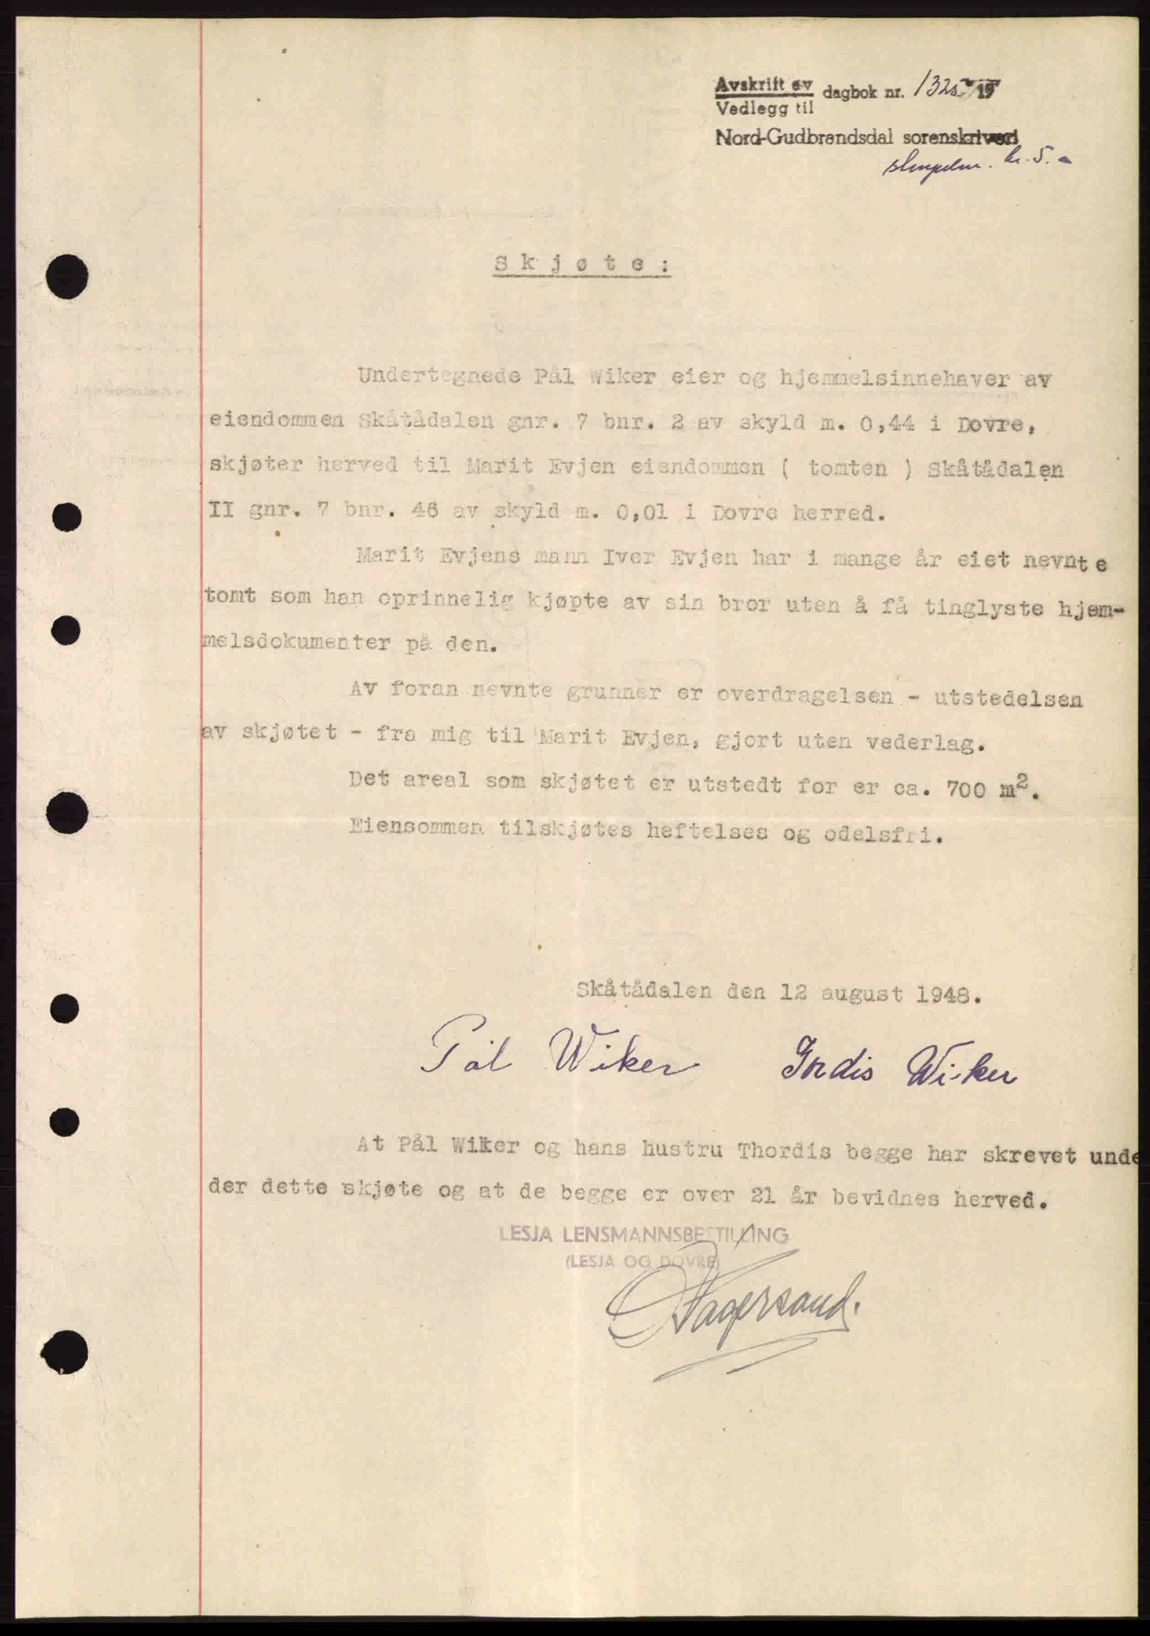 Avskrift av
Vedlegg til
dagbok nr.
Nord-Gudbrandsdal sorenskriveri
kr. 5.-
Skjøte:
Undertegnede Pål Wiker eier og hjemmelsinnehaver av
eiendommen Skåtådalen gnr. 7 bnr. 2 av skyld m. 0,44 i Dovre,
skjøter herved til Marit Evjen eiendommen ( tomten ) Skåtådalen
II gnr. 7 bnr. 46 av skyld m. 0,01 i Dovre herred.
Marit Evjens mann Iver Evjen har i mange år eiet nevnte
tomt som han oprinnelig kjøpte av sin bror uten å få tinglyste hjem-
melsdokumenter på den.
Av foran nevnte grunner er overdragelsen - utstedelsen
av skjøtet - fra mig til Marit Evjen, gjort uten vederlag.
Det areal som skjøtet er utstedt for er ca. 700 m².
Eiensommen tilskjøtes heftelses og odelsfri.
Skåtådalen den 12 august 1948.
Pål Wiker Tordis Wiker
At Pål Wiker og hans hustru Thordis begge har skrevet unde
der dette skjøte og at de begge er over 21 år bevidnes herved.
LESJA LENSMANNSBESTILLING
(LESJA OG DOVRE)